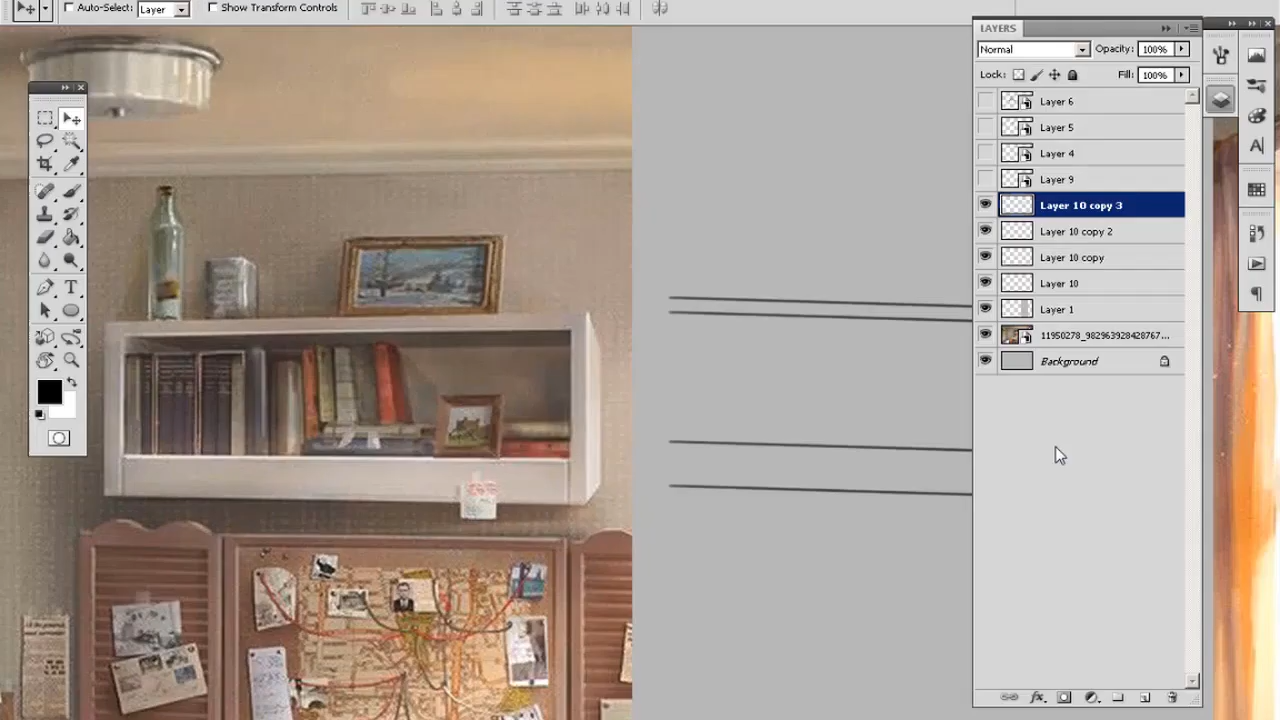 Auto-Select: Layer Show Transform Controls
LAYERS
Normal Opacity: 100%
Lock: Fill: 100%
Layer 6
Layer 5
Layer 4
Layer 9
Layer 10 copy 3
Layer 10 copy 2
Layer 10 copy
Layer 10
Layer 1
11950278_982963928428767...
Background